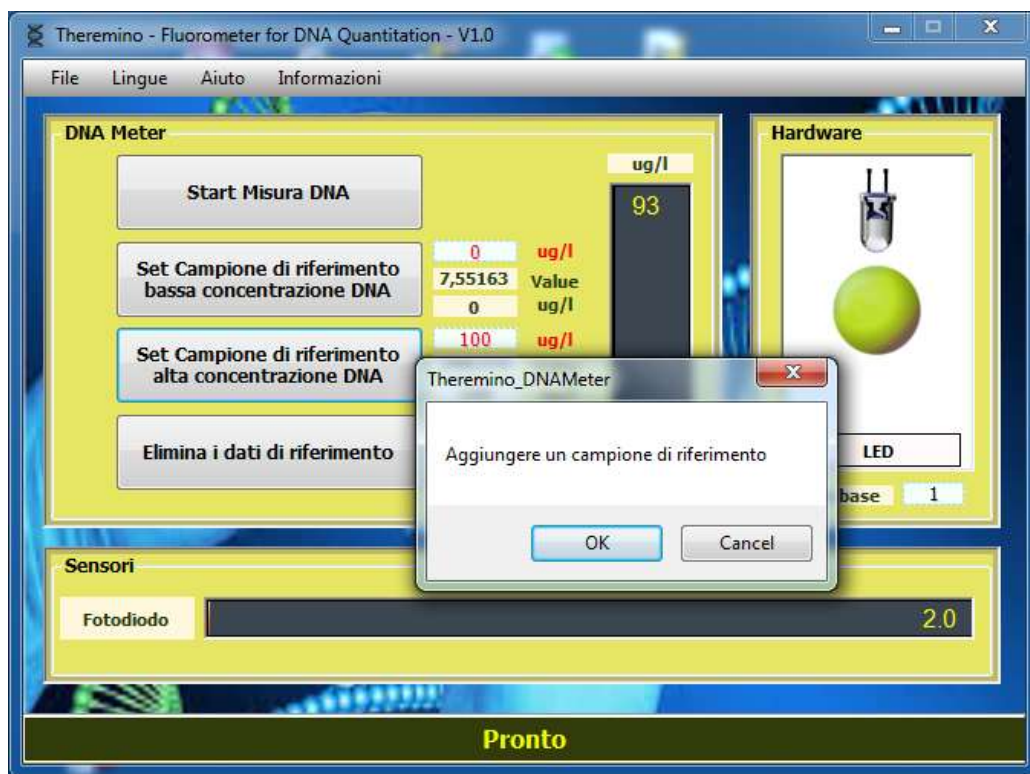 Theremino - Fluorometer for DNA Quantitation - V1.0
File Lingue Aiuto Informazioni
DNA Meter
Start Misura DNA
ug/l
93
Set Campione di riferimento
bassa concentrazione DNA
0 ug/l
7,55163 Value
0 ug/l
Set Campione di riferimento
alta concentrazione DNA
100 ug/l
Elimina i dati di riferimento
Hardware
LED
base 1
Theremino_DNAMeter
Aggiungere un campione di riferimento
OK Cancel
Sensori
Fotodiodo
2.0
Pronto